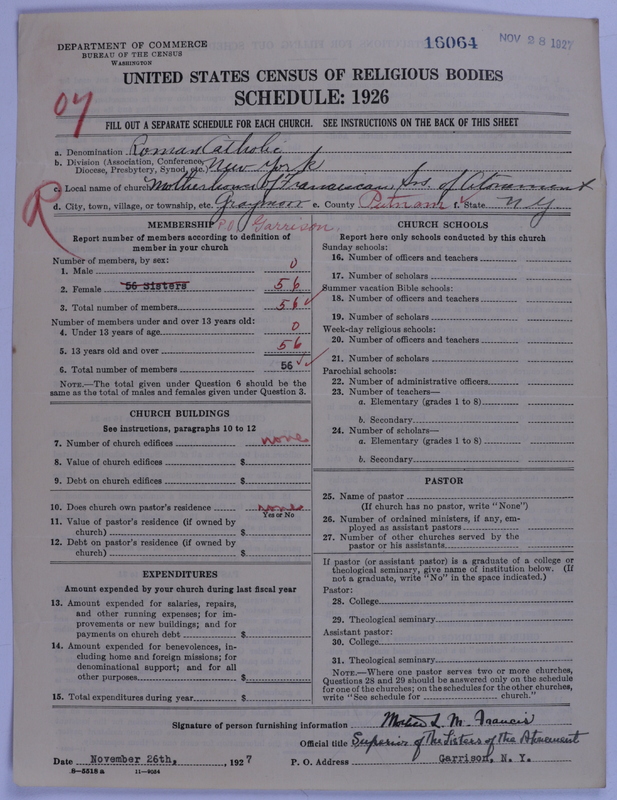 DEPARTMENT OF COMMERCE
BUREAU OF THE CENSUS
WASHINGTON
16064
NOV 28 1927
UNITED STATES CENSUS OF RELIGIOUS BODIES
SCHEDULE: 1926
FILL OUT A SEPARATE SCHEDULE FOR EACH CHURCH. SEE INSTRUCTIONS ON THE BACK OF THIS SHEET
a. Denomination Roman Catholic
b. Division (Association, Conference,
Diocese, Presbytery, Synod, etc.) New York
c. Local name of church Motherhouse of Franciscan Srs. of Atonement
d. City, town, village, or township, etc. Graymoor e. County Putnam f. State N Y
P.O. Garrison
MEMBERSHIP
Report number of members according to definition of
member in your church
Number of members, by sex:
1. Male 0
2. Female 56 Sisters 56
3. Total number of members 56
Number of members under and over 13 years old:
4. Under 13 years of age 0
5. 13 years old and over 56
6. Total number of members 56
NOTE.—The total given under Question 6 should be the
same as the total of males and females given under Question 3.
CHURCH BUILDINGS
See instructions, paragraphs 10 to 12
7. Number of church edifices none
8. Value of church edifices $
9. Debt on church edifices $
10. Does church own pastor's residence none
Yes or No
11. Value of pastor's residence (if owned by
church) $
12. Debt on pastor's residence (if owned by
church) $
EXPENDITURES
Amount expended by your church during last fiscal year
13. Amount expended for salaries, repairs,
and other running expenses; for im-
provements or new buildings; and for
payments on church debt $
14. Amount expended for benevolences, in-
cluding home and foreign missions; for
denominational support; and for all
other purposes $
15. Total expenditures during year $
CHURCH SCHOOLS
Report here only schools conducted by this church
Sunday schools:
16. Number of officers and teachers
17. Number of scholars
Summer vacation Bible schools:
18. Number of officers and teachers
19. Number of scholars
Week-day religious schools:
20. Number of officers and teachers
21. Number of scholars
Parochial schools:
22. Number of administrative officers
23. Number of teachers—
a. Elementary (grades 1 to 8)
b. Secondary
24. Number of scholars—
a. Elementary (grades 1 to 8)
b. Secondary
PASTOR
25. Name of pastor
(If church has no pastor, write "None")
26. Number of ordained ministers, if any, em-
ployed as assistant pastors
27. Number of other churches served by the
pastor or his assistants
If pastor (or assistant pastor) is a graduate of a college or
theological seminary, give name of institution below. (If
not a graduate, write "No" in the space indicated.)
Pastor:
28. College
29. Theological seminary
Assistant pastor:
30. College
31. Theological seminary
NOTE.—Where one pastor serves two or more churches,
Questions 28 and 29 should be answered only on the schedule
for one of the churches; on the schedules for the other churches,
write "See schedule for church."
Signature of person furnishing information Mother L. M. Francis
Official title Superior of The Sisters of the Atonement
Date November 26th, 1927 P. O. Address Garrison, N. Y.
8-5518 a 11-9054